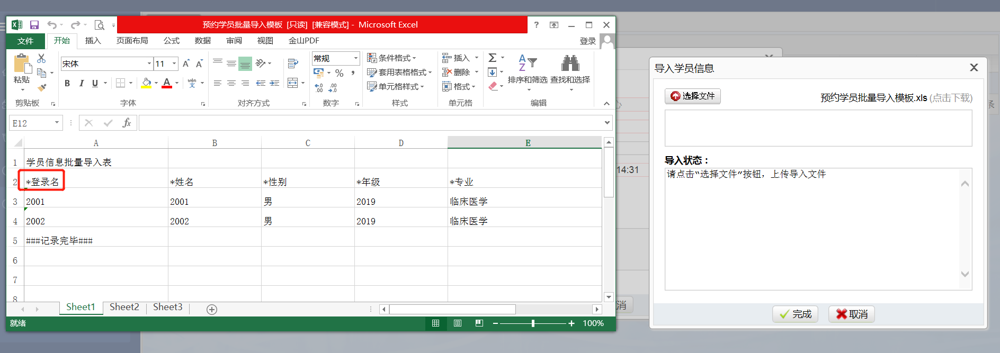 预约学员批量导入模板 [只读] [兼容模式] - Microsoft Excel
?
文件 开始 插入 页面布局 公式 数据 审阅 视图 金山PDF 登录
粘贴
宋体 11 A A
B I U A wén 文
常规
% ,
条件格式
套用表格格式
单元格样式
插入
删除
格式
Σ
A Z
排序和筛选 查找和选择
剪贴板 字体 对齐方式 数字 样式 单元格 编辑
E12 fx
A B C D E
1 学员信息批量导入表
2 *登录名 *姓名 *性别 *年级 *专业
3 2001 2001 男 2019 临床医学
4 2002 2002 男 2019 临床医学
5 ###记录完毕###
6
7
8
Sheet1 Sheet2 Sheet3
就绪 100%
14:31
消
条
导入学员信息
选择文件 预约学员批量导入模板.xls (点击下载)
导入状态：
请点击“选择文件”按钮，上传导入文件
完成 取消